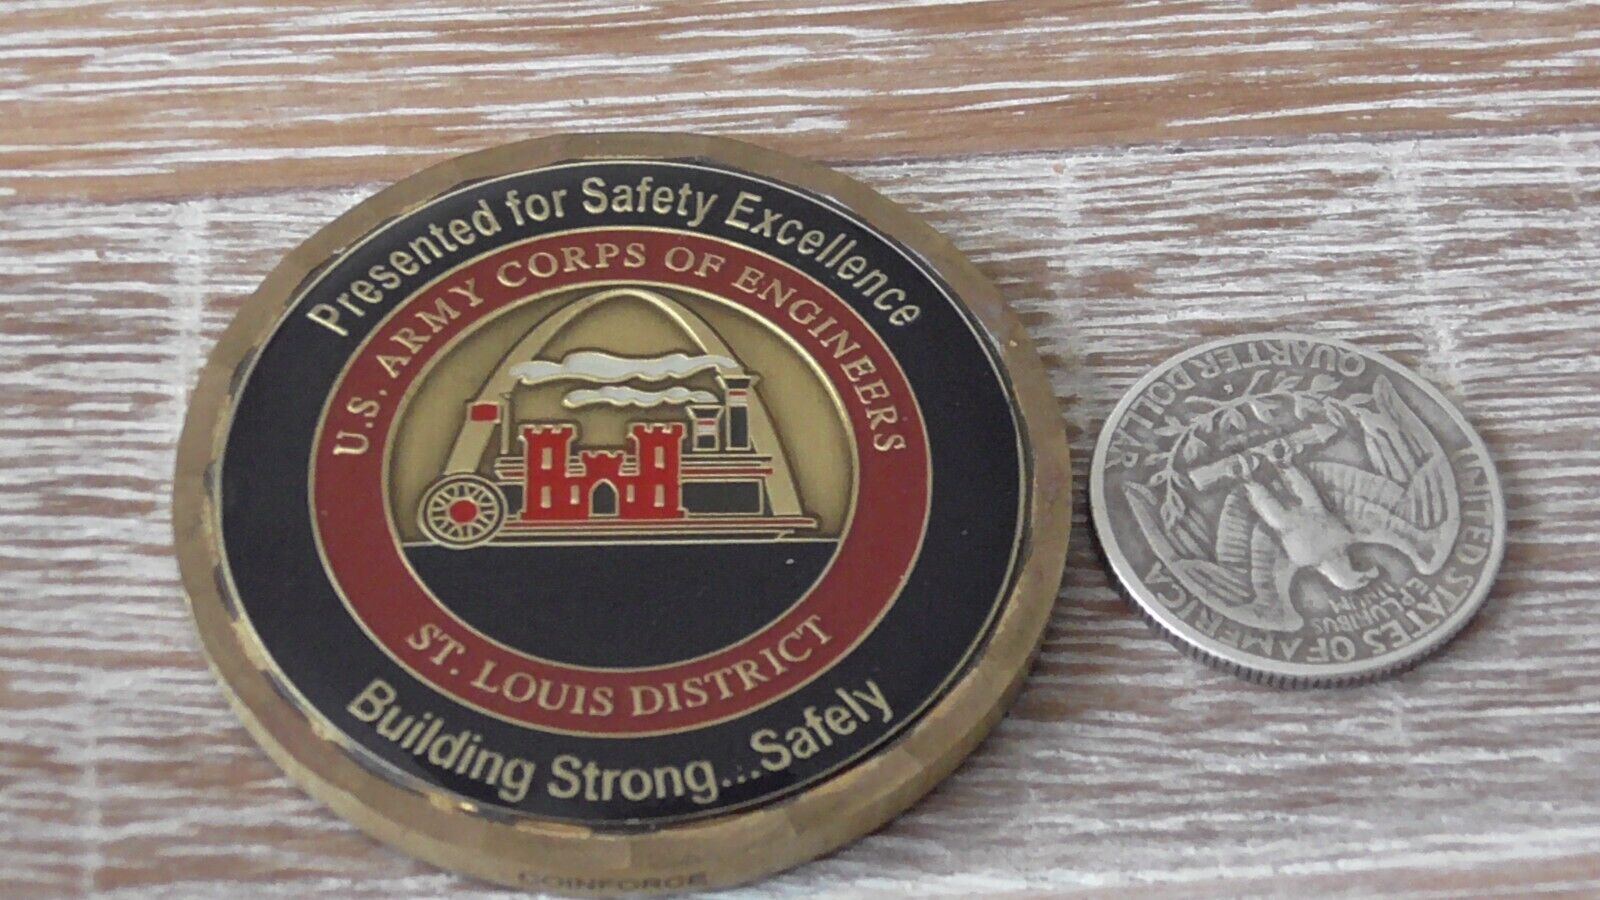 Presented for Safety Excellence
U.S. ARMY CORPS OF ENGINEERS
ST. LOUIS DISTRICT
Building Strong...Safely
COINFORCE
UNITED STATES OF AMERICA
E PLURIBUS
UNUM
QUARTER DOLLAR